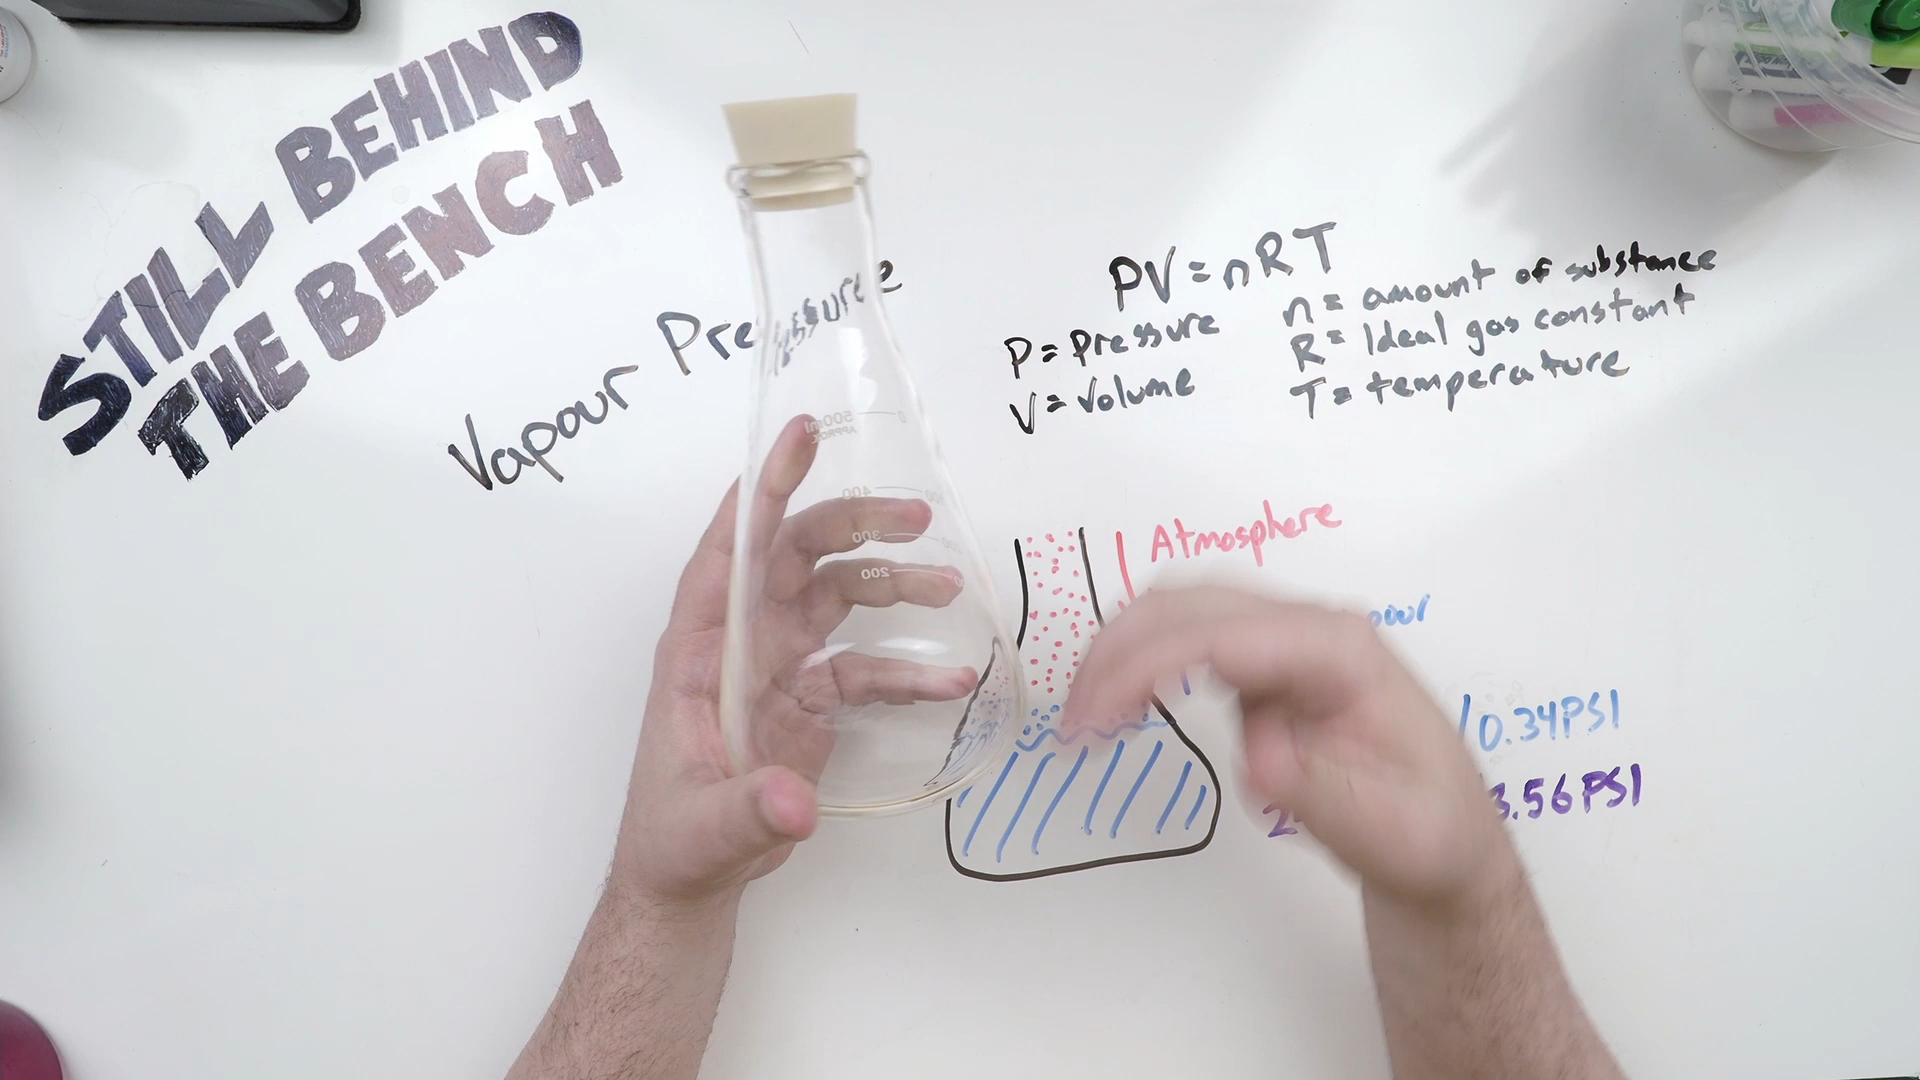 STILL BEHIND
THE BENCH
Vapour Pressure
PV=nRT
P= Pressure
V= Volume
n= amount of substance
R= Ideal gas constant
T= temperature
500ml
APPROX.
400
300
200
Atmosphere
0.34PSI
3.56PSI